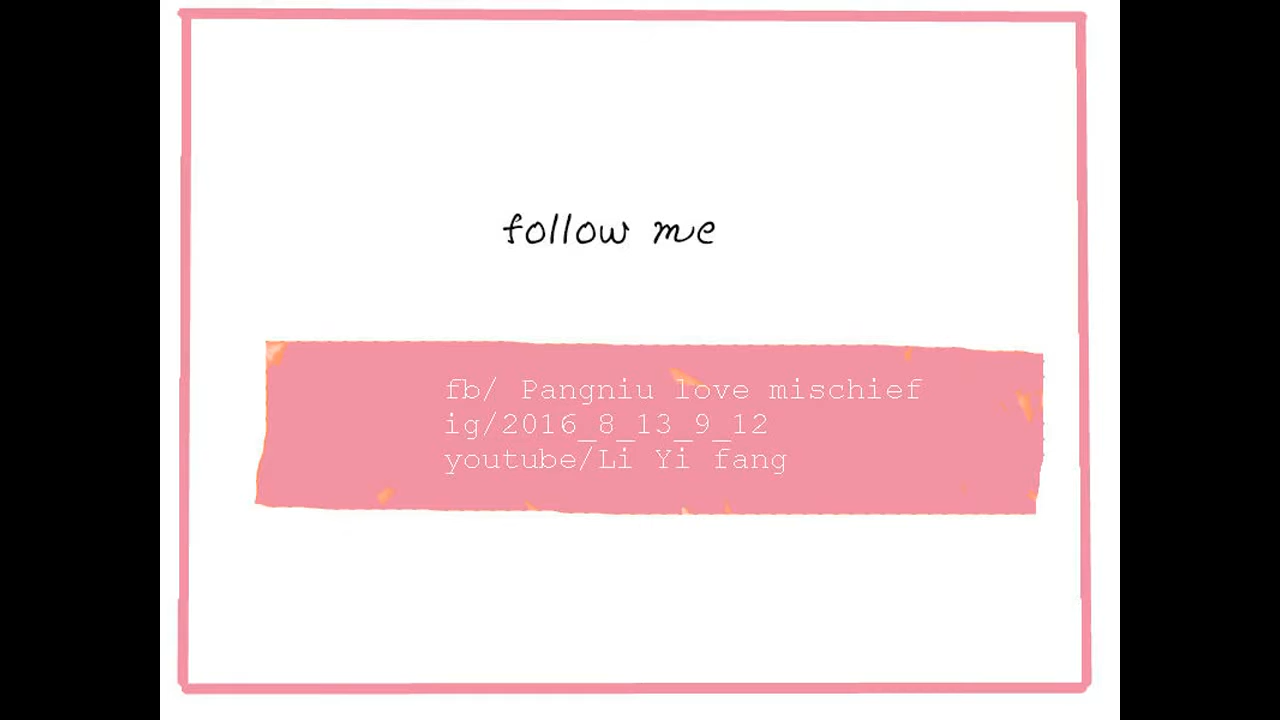 follow me
fb/ Pangniu love mischief
ig/2016_8_13_9_12
youtube/Li Yi fang